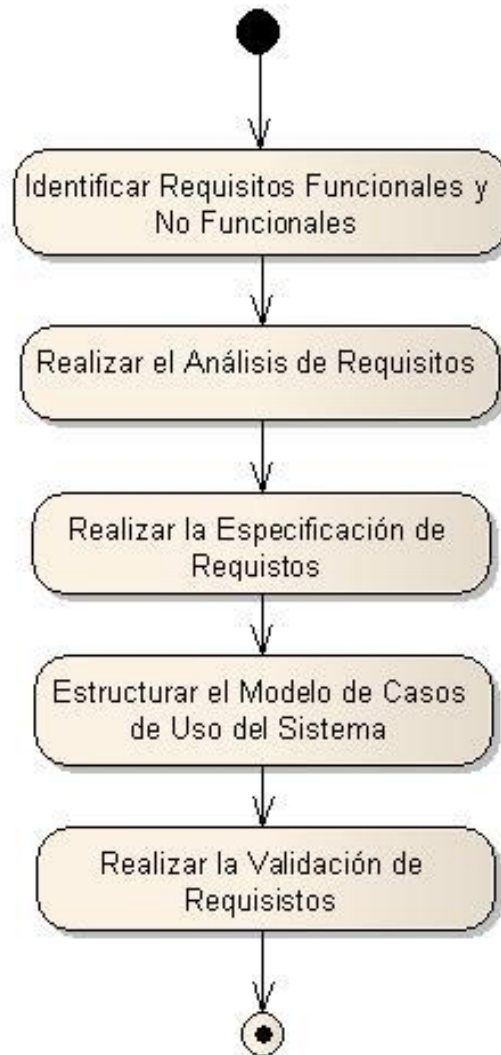 Identificar Requisitos Funcionales y
No Funcionales
Realizar el Análisis de Requisitos
Realizar la Especificación de
Requistos
Estructurar el Modelo de Casos
de Uso del Sistema
Realizar la Validación de
Requisistos